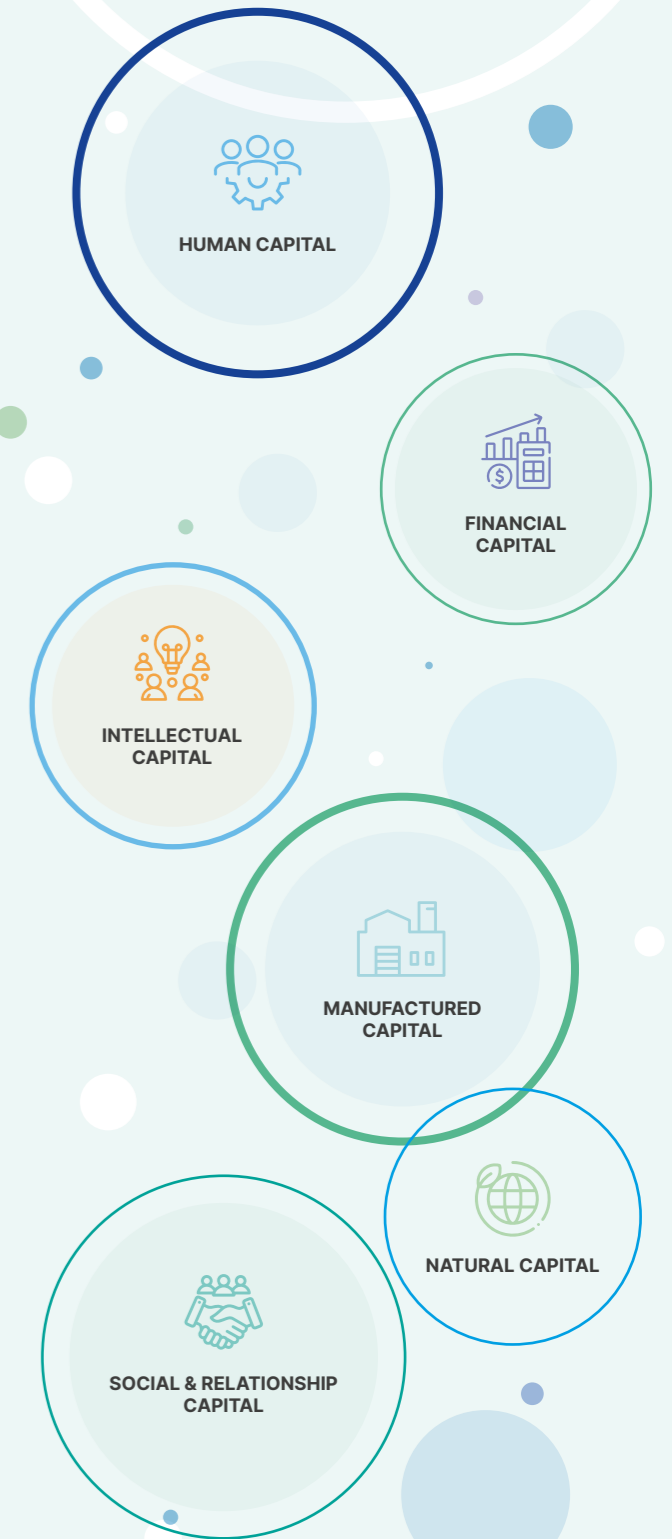 HUMAN CAPITAL
FINANCIAL
CAPITAL
INTELLECTUAL
CAPITAL
MANUFACTURED
CAPITAL
NATURAL CAPITAL
SOCIAL & RELATIONSHIP
CAPITAL